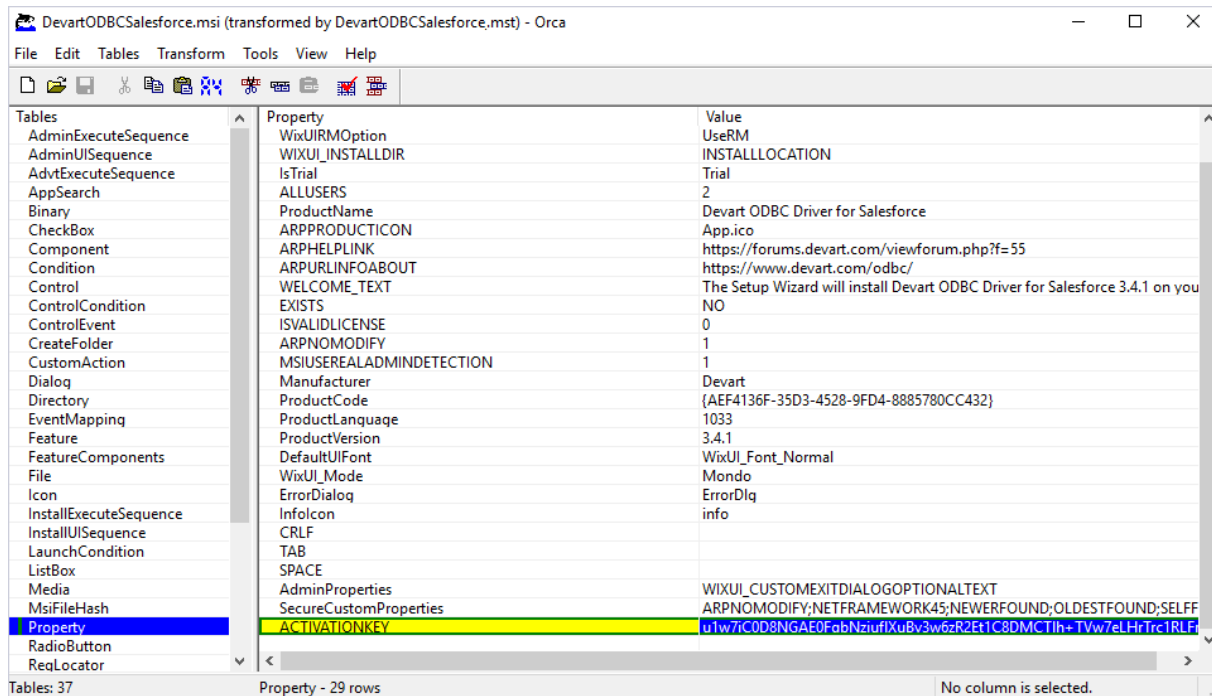 DevartODBCSalesforce.msi (transformed by DevartODBCSalesforce.mst) - Orca
File Edit Tables Transform Tools View Help
Tables
AdminExecuteSequence
AdminUISequence
AdvtExecuteSequence
AppSearch
Binary
CheckBox
Component
Condition
Control
ControlCondition
ControlEvent
CreateFolder
CustomAction
Dialog
Directory
EventMapping
Feature
FeatureComponents
File
Icon
InstallExecuteSequence
InstallUISequence
LaunchCondition
ListBox
Media
MsiFileHash
Property
RadioButton
RegLocator
Property Value
WixUIRMOption UseRM
WIXUI_INSTALLDIR INSTALLLOCATION
IsTrial Trial
ALLUSERS 2
ProductName Devart ODBC Driver for Salesforce
ARPPRODUCTICON App.ico
ARPHELPLINK https://forums.devart.com/viewforum.php?f=55
ARPURLINFOABOUT https://www.devart.com/odbc/
WELCOME_TEXT The Setup Wizard will install Devart ODBC Driver for Salesforce 3.4.1 on you
EXISTS NO
ISVALIDLICENSE 0
ARPNOMODIFY 1
MSIUSEREALADMINDETECTION 1
Manufacturer Devart
ProductCode {AEF4136F-35D3-4528-9FD4-8885780CC432}
ProductLanguage 1033
ProductVersion 3.4.1
DefaultUIFont WixUI_Font_Normal
WixUI_Mode Mondo
ErrorDialog ErrorDlg
InfoIcon info
CRLF
TAB
SPACE
AdminProperties WIXUI_CUSTOMEXITDIALOGOPTIONALTEXT
SecureCustomProperties ARPNOMODIFY;NETFRAMEWORK45;NEWERFOUND;OLDESTFOUND;SELFF
ACTIVATIONKEY
Tables: 37 Property - 29 rows No column is selected.